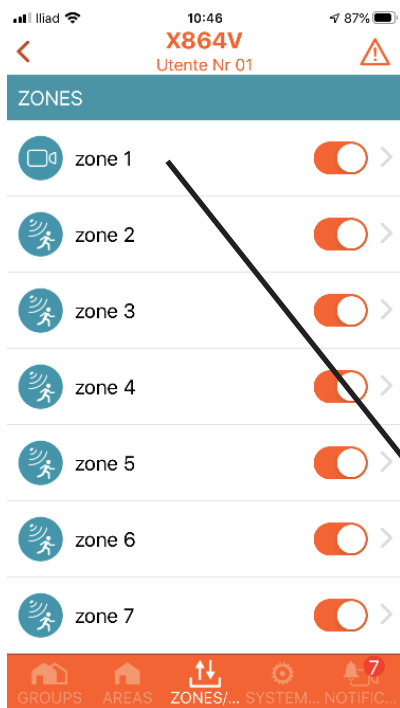 Iliad 10:46 87%
X864V
Utente Nr 01
ZONES
zone 1
zone 2
zone 3
zone 4
zone 5
zone 6
zone 7
7
GROUPS AREAS ZONES/... SYSTEM... NOTIFIC...